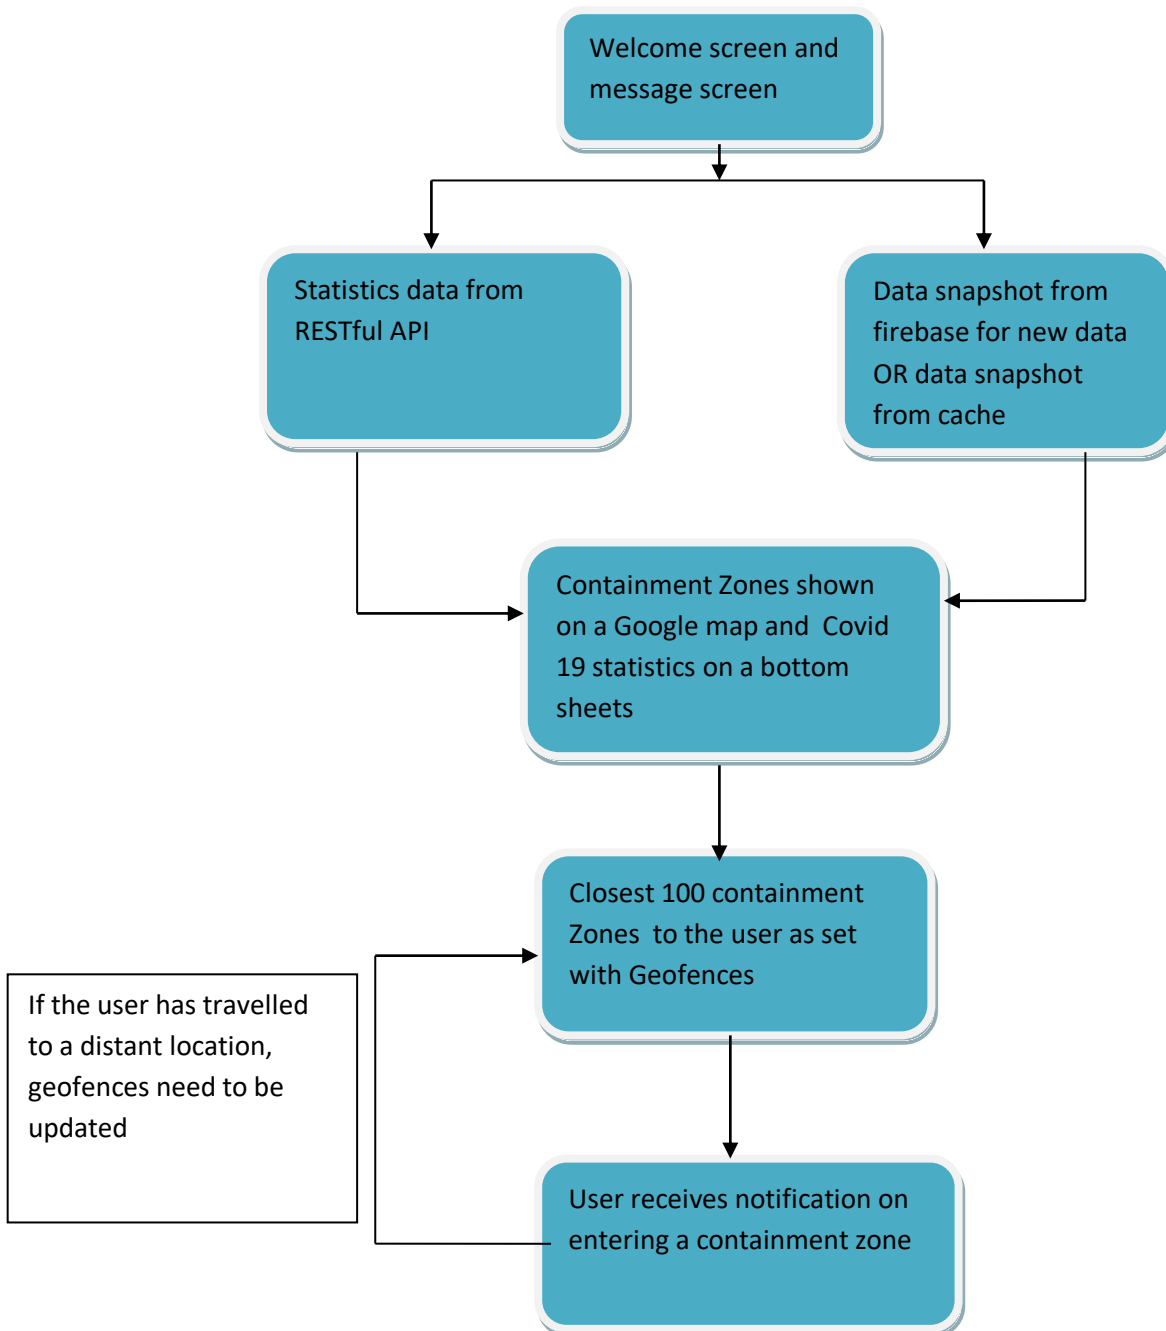 Welcome screen and
message screen
Statistics data from
RESTful API
Data snapshot from
firebase for new data
OR data snapshot
from cache
Containment Zones shown
on a Google map and  Covid
19 statistics on a bottom
sheets
Closest 100 containment
Zones  to the user as set
with Geofences
If the user has travelled
to a distant location,
geofences need to be
updated
User receives notification on
entering a containment zone